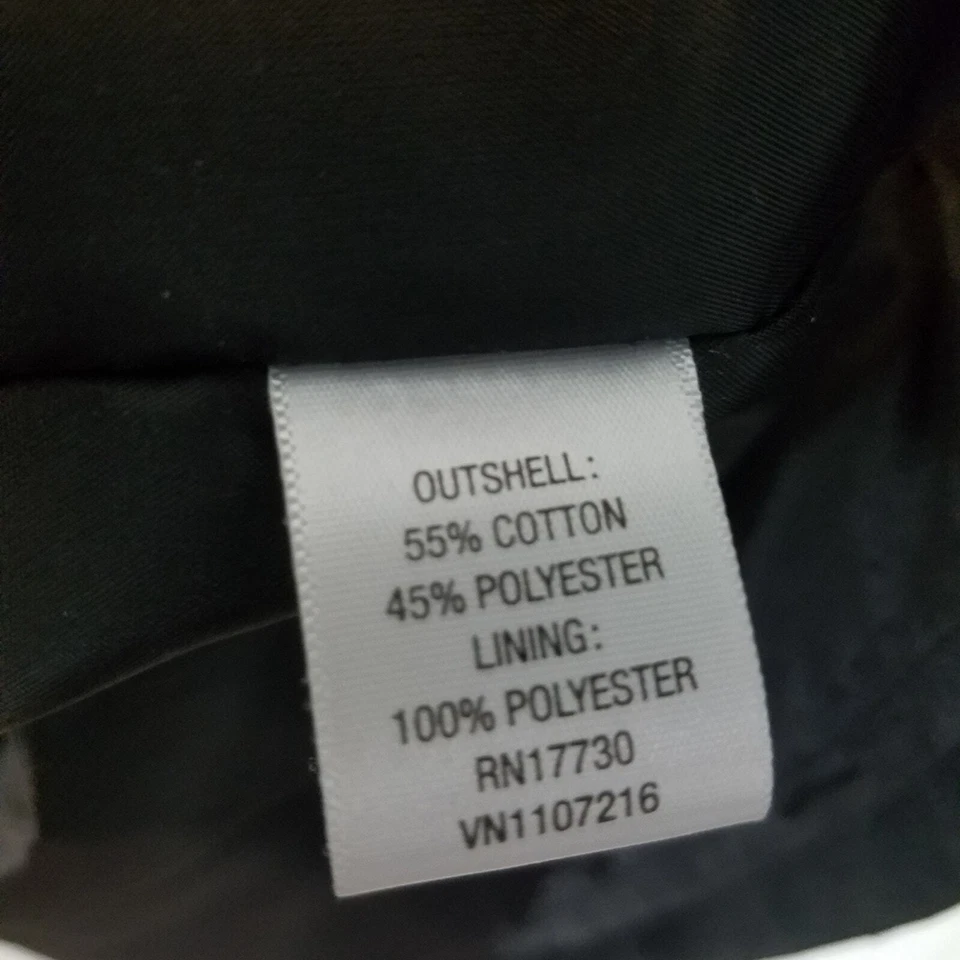 OUTSHELL:
55% COTTON
45% POLYESTER
LINING:
100% POLYESTER
RN17730
VN1107216